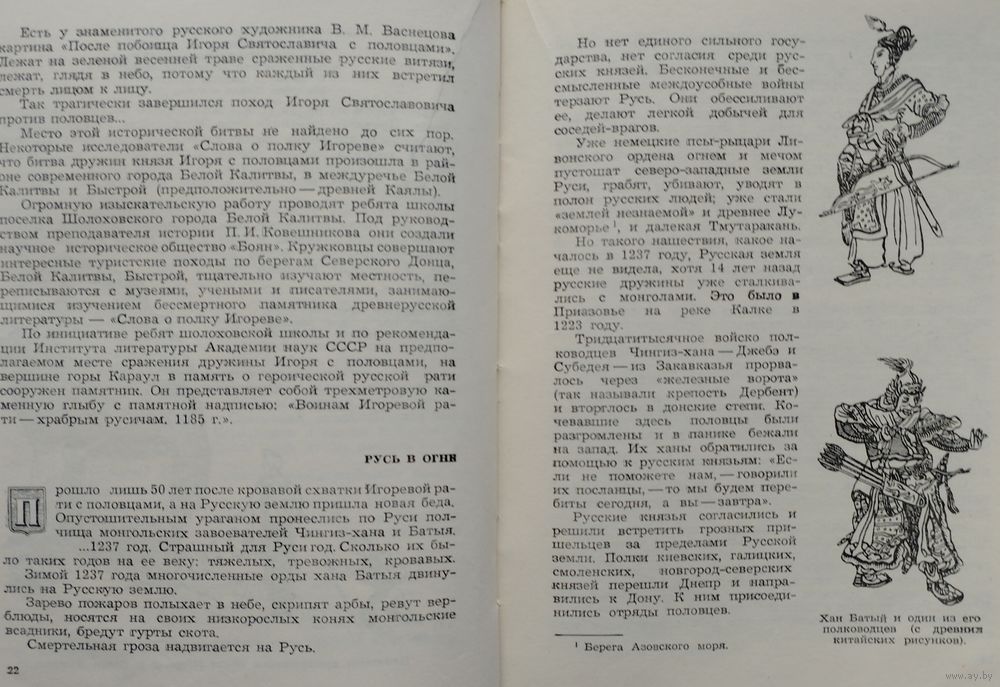 Есть у знаменитого русского художника В. М. Васнецова
картина «После побоища Игоря Святославича с половцами».
Лежат на зеленой весенней траве сраженные русские витязи,
лежат, глядя в небо, потому что каждый из них встретил
смерть лицом к лицу.
Так трагически завершился поход Игоря Святославовича
против половцев...
Место этой исторической битвы не найдено до сих пор.
Некоторые исследователи «Слова о полку Игореве» считают,
что битва дружин князя Игоря с половцами произошла в рай-
оне современного города Белой Калитвы, в междуречье Белой
Калитвы и Быстрой (предположительно — древней Каялы).
Огромную изыскательскую работу проводят ребята школы
поселка Шолоховского города Белой Калитвы. Под руковод-
ством преподавателя истории П. И. Ковешникова они создали
научное историческое общество «Боян». Кружковцы совершают
интересные туристские походы по берегам Северского Донца,
Белой Калитвы, Быстрой, тщательно изучают местность, пе-
реписываются с музеями, учеными и писателями, занимаю-
щимися изучением бессмертного памятника древнерусской
литературы — «Слова о полку Игореве».
По инициативе ребят шолоховской школы и по рекоменда-
ции Института литературы Академии наук СССР на предпо-
лагаемом месте сражения дружины Игоря с половцами, на
вершине горы Караул в память о героической русской рати
сооружен памятник. Он представляет собой трехметровую ка-
менную глыбу с памятной надписью: «Воинам Игоревой ра-
ти — храбрым русичам. 1185 г.».
РУСЬ В ОГНЕ
Прошло лишь 50 лет после кровавой схватки Игоревой ра-
ти с половцами, а на Русскую землю пришла новая беда.
Опустошительным ураганом пронеслись по Руси пол-
чища монгольских завоевателей Чингиз-хана и Батыя.
...1237 год. Страшный для Руси год. Сколько их бы-
ло таких годов на ее веку: тяжелых, тревожных, кровавых.
Зимой 1237 года многочисленные орды хана Батыя двину-
лись на Русскую землю.
Зарево пожаров полыхает в небе, скрипят арбы, ревут вер-
блюды, носятся на своих низкорослых конях монгольские
всадники, бредут гурты скота.
Смертельная гроза надвигается на Русь.
22
Но нет единого сильного госу-
дарства, нет согласия среди рус-
ских князей. Бесконечные и бес-
смысленные междоусобные войны
терзают Русь. Они обессиливают
ее, делают легкой добычей для
соседей-врагов.
Уже немецкие псы-рыцари Ли-
вонского ордена огнем и мечом
пустошат северо-западные земли
Руси, грабят, убивают, уводят в
полон русских людей; уже стали
«землей незнаемой» и древнее Лу-
коморье¹, и далекая Тмутаракань.
Но такого нашествия, какое на-
чалось в 1237 году, Русская земля
еще не видела, хотя 14 лет назад
русские дружины уже сталкива-
лись с монголами. Это было в
Приазовье на реке Калке в
1223 году.
Тридцатитысячное войско пол-
ководцев Чингиз-хана — Джебэ и
Субедея — из Закавказья прорва-
лось через «железные ворота»
(так называли крепость Дербент)
и вторглось в донские степи. Ко-
чевавшие здесь половцы были
разгромлены и в панике бежали
на запад. Их ханы обратились за
помощью к русским князьям: «Ес-
ли не поможете нам, — говорили
их посланцы, — то мы будем пере-
биты сегодня, а вы — завтра».
Русские князья согласились и
решили встретить грозных при-
шельцев за пределами Русской
земли. Полки киевских, галицких,
смоленских, новгород-северских
князей перешли Днепр и напра-
вились к Дону. К ним присоеди-
нились отряды половцев.
¹ Берега Азовского моря.
Хан Батый и один из его
полководцев (с древних
китайских рисунков).
www.ay.by